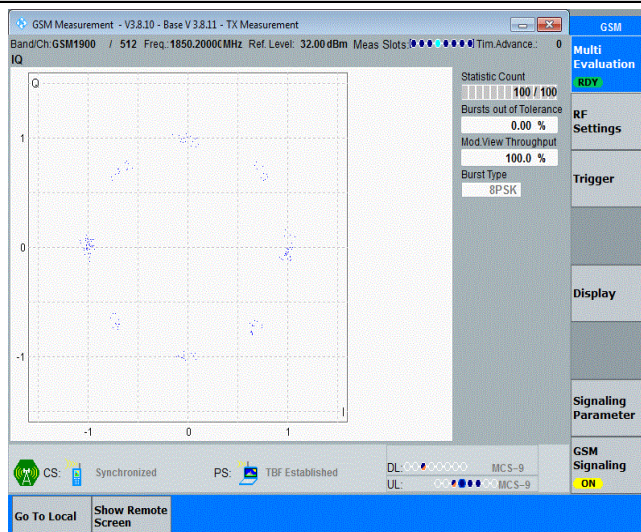 GSM Measurement - V3.8.10 - Base V 3.8.11 - TX Measurement
GSM
Band/Ch:GSM1900 / 512 Freq.:1850.20000MHz Ref. Level: 32.00 dBm Meas Slots: Tim.Advance.: 0
IQ
Multi
Evaluation
RDY
Q
Statistic Count
100 / 100
Bursts out of Tolerance
0.00 %
Mod.View Throughput
100.0 %
Burst Type
8PSK
RF
Settings
Trigger
Display
Signaling
Parameter
GSM
Signaling
ON
1
0
-1
I
-1 0 1
CS: Synchronized PS: TBF Established
DL: MCS-9
UL: MCS-9
Go To Local
Show Remote
Screen